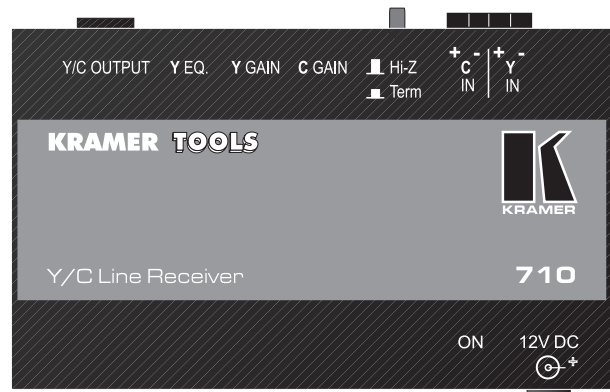 + - + -
Y/C OUTPUT Y EQ. Y GAIN C GAIN Hi-Z C Y
Term IN IN
KRAMER TOOLS
KRAMER
Y/C Line Receiver 710
ON 12V DC
+